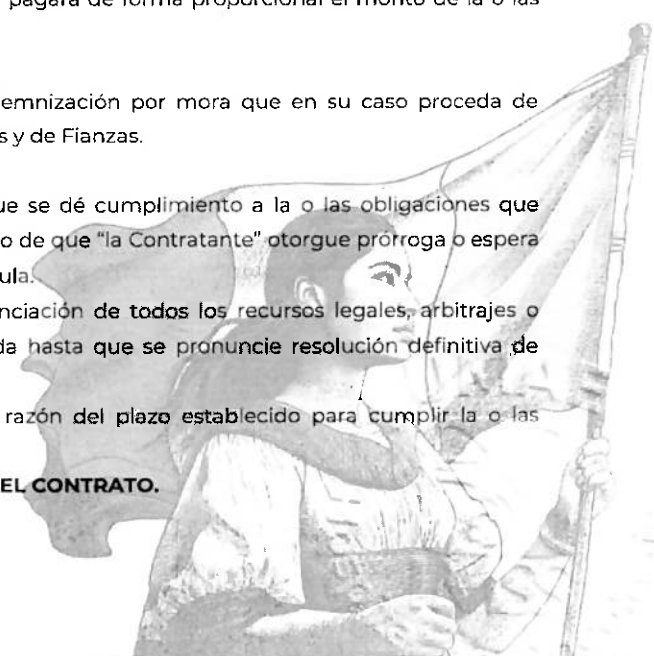 pagará de forma proporcional el monto de la o las
emnización por mora que en su caso proceda de
s y de Fianzas.
ue se dé cumplimiento a la o las obligaciones que
o de que "la Contratante" otorgue prórroga o espera
ula.
nciación de todos los recursos legales, arbitrajes o
da hasta que se pronuncie resolución definitiva de
razón del plazo establecido para cumplir la o las
EL CONTRATO.